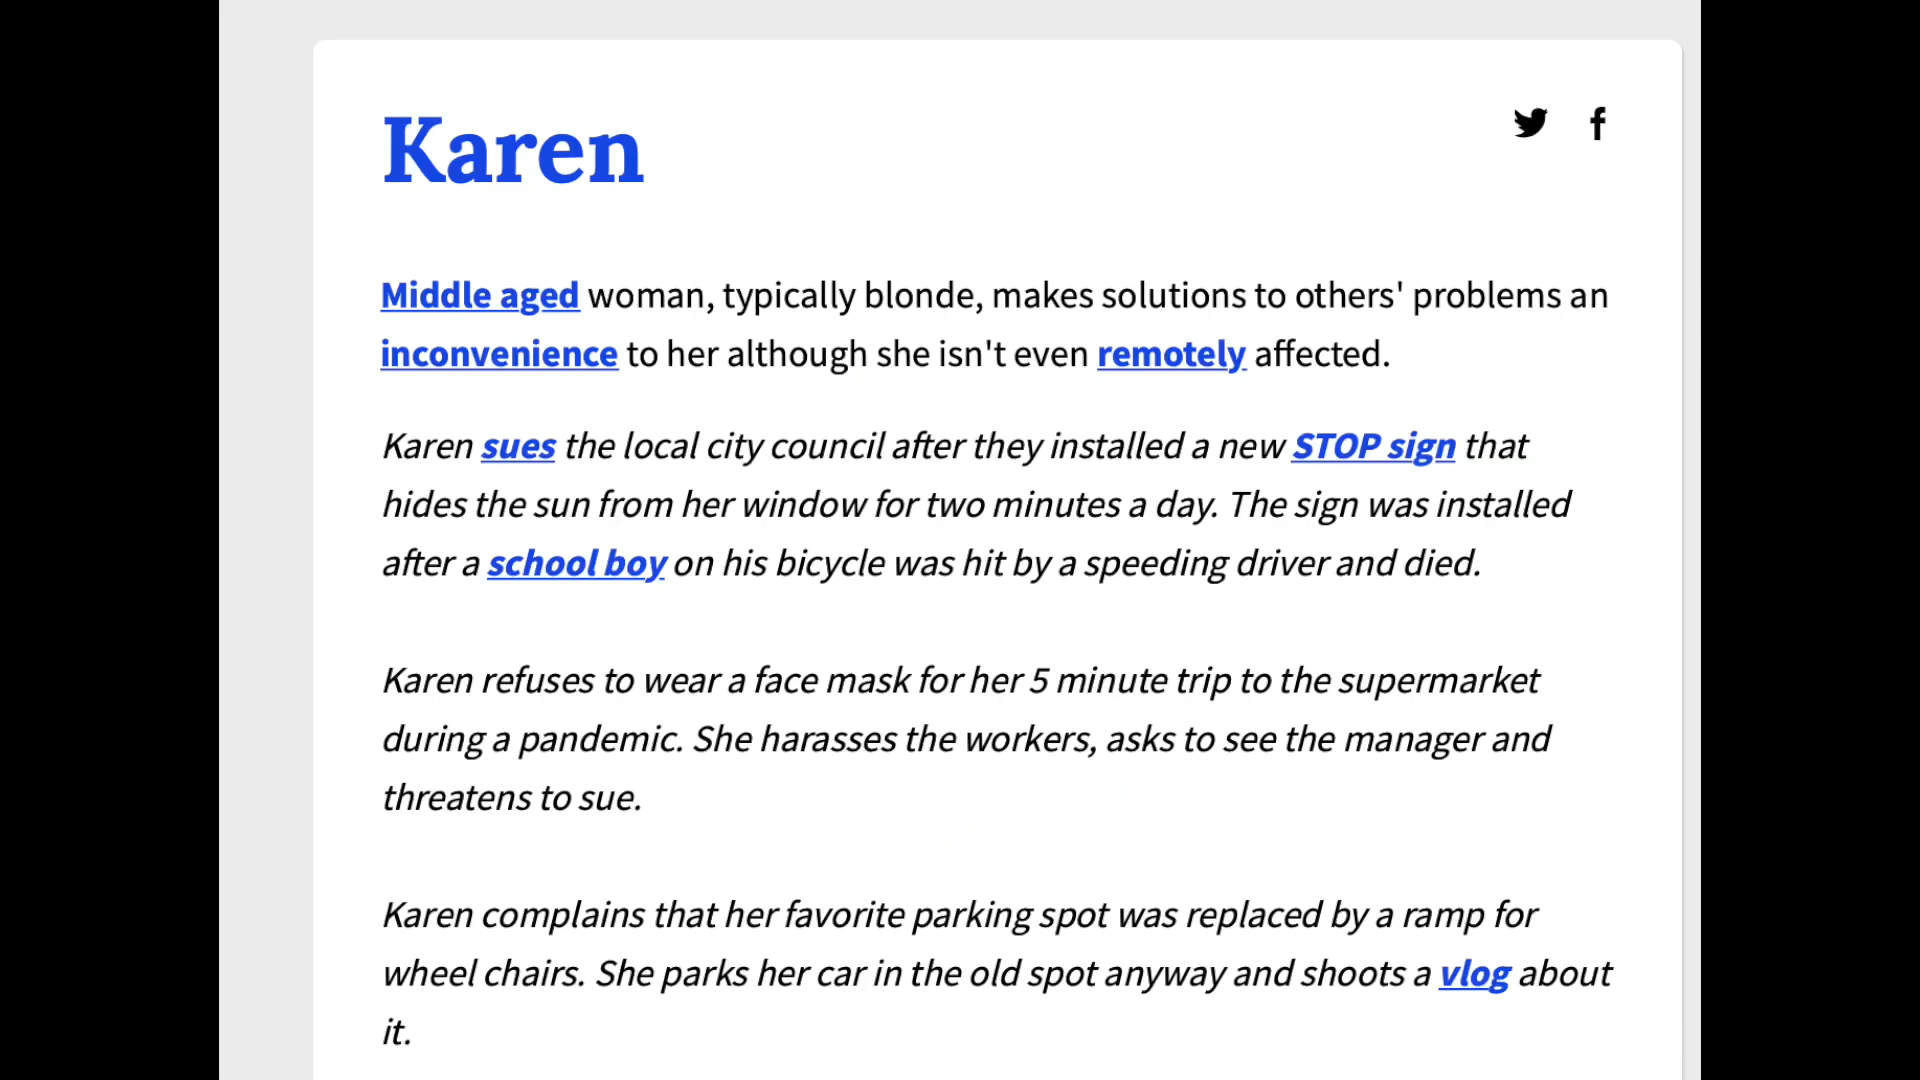 Karen
Middle aged woman, typically blonde, makes solutions to others' problems an
inconvenience to her although she isn't even remotely affected.
Karen sues the local city council after they installed a new STOP sign that
hides the sun from her window for two minutes a day. The sign was installed
after a school boy on his bicycle was hit by a speeding driver and died.
Karen refuses to wear a face mask for her 5 minute trip to the supermarket
during a pandemic. She harasses the workers, asks to see the manager and
threatens to sue.
Karen complains that her favorite parking spot was replaced by a ramp for
wheel chairs. She parks her car in the old spot anyway and shoots a vlog about
it.